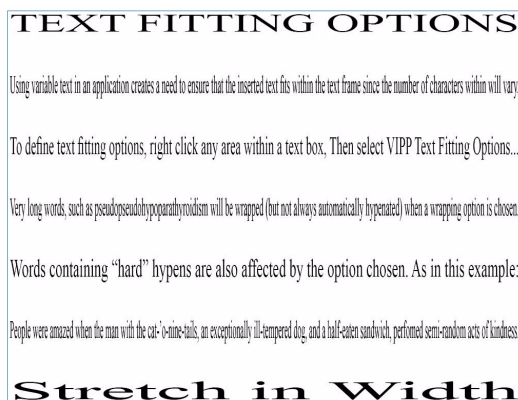 TEXT FITTING OPTIONS
Using variable text in an application creates a need to ensure that the inserted text fits within the text frame since the number of characters within will vary.
To define text fitting options, right click any area within a text box, Then select VIPP Text Fitting Options...
Very long words, such as pseudopseudohypoparathyroidism will be wrapped (but not always automatically hypenated) when a wrapping option is chosen.
Words containing “hard” hypens are also affected by the option chosen. As in this example:
People were amazed when the man with the cat-'o-nine-tails, an exceptionally ill-tempered dog, and a half-eaten sandwich, perfomed semi-random acts of kindness.
Stretch in Width